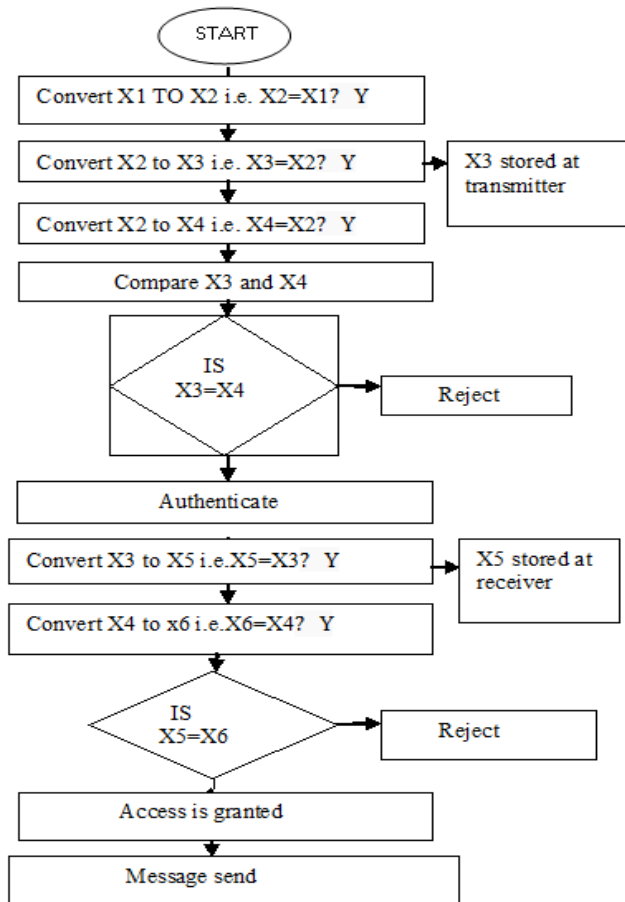 START
Convert X1 TO X2 i.e. X2=X1? Y
Convert X2 to X3 i.e. X3=X2? Y
X3 stored at
transmitter
Convert X2 to X4 i.e. X4=X2? Y
Compare X3 and X4
IS
X3=X4
Reject
Authenticate
Convert X3 to X5 i.e.X5=X3? Y
X5 stored at
receiver
Convert X4 to x6 i.e.X6=X4? Y
IS
X5=X6
Reject
Access is granted
Message send